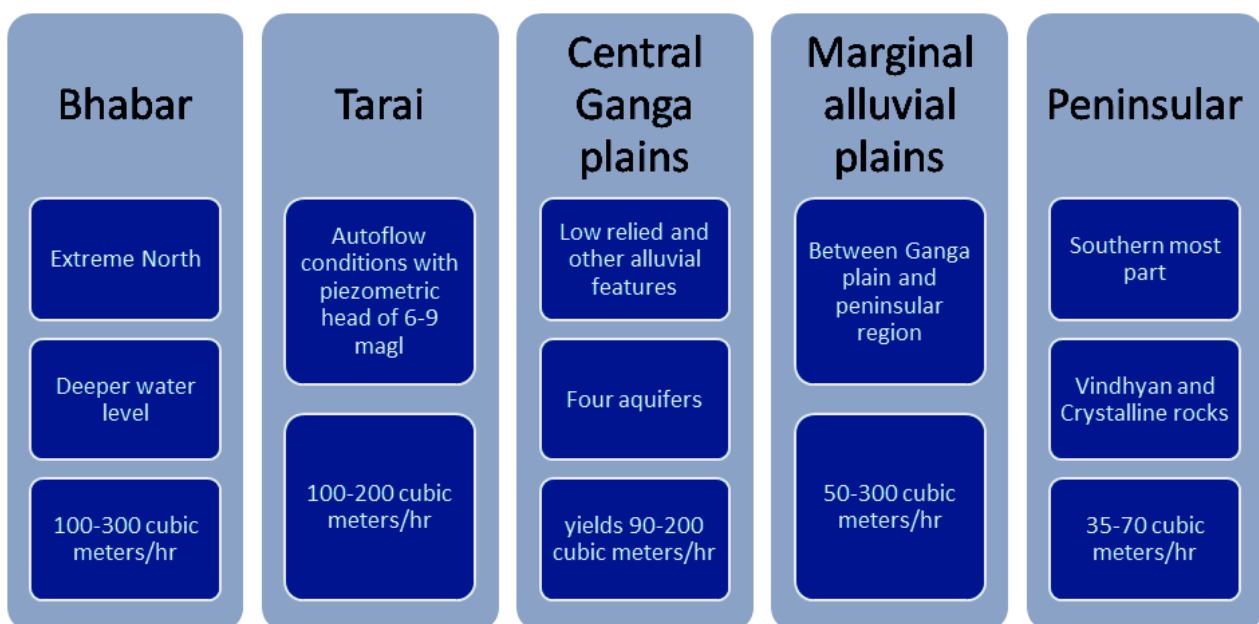 Bhabar
Extreme North
Deeper water
level
100-300 cubic
meters/hr
Tarai
Autoflow
conditions with
piezometric
head of 6-9
magl
100-200 cubic
meters/hr
Central
Ganga
plains
Low relied and
other alluvial
features
Four aquifers
yields 90-200
cubic meters/hr
Marginal
alluvial
plains
Between Ganga
plain and
peninsular
region
50-300 cubic
meters/hr
Peninsular
Southern most
part
Vindhyan and
Crystalline rocks
35-70 cubic
meters/hr